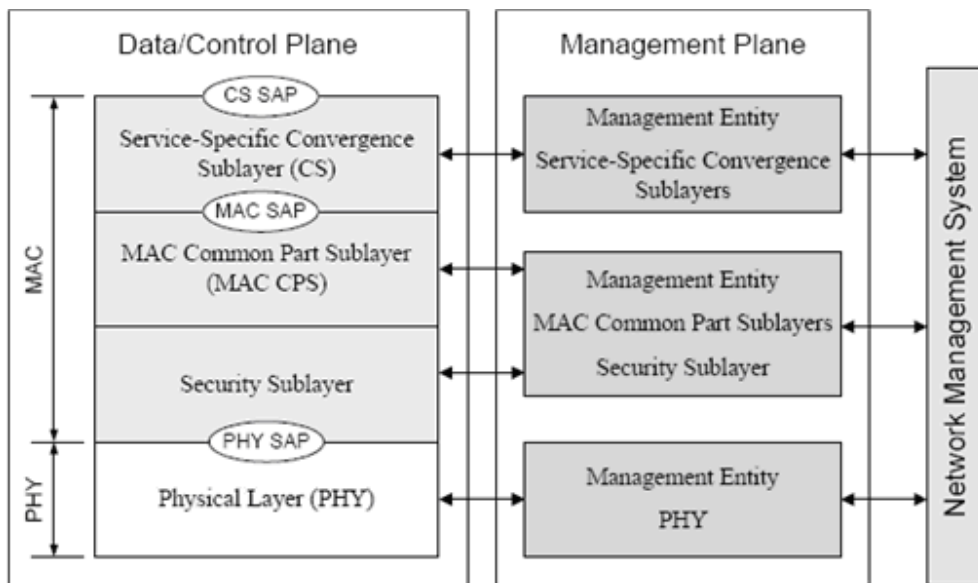 Data/Control Plane
CS SAP
Service-Specific Convergence
Sublayer (CS)
MAC SAP
MAC Common Part Sublayer
(MAC CPS)
Security Sublayer
PHY SAP
Physical Layer (PHY)
MAC
PHY
Management Plane
Management Entity
Service-Specific Convergence
Sublayers
Management Entity
MAC Common Part Sublayers
Security Sublayer
Management Entity
PHY
Network Management System